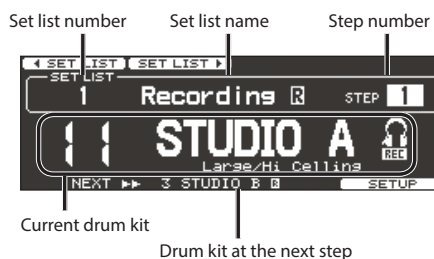 Set list number
Set list name
Step number
SET LIST
SET LIST
SET LIST
1
Recording R
STEP 1
11
STUDIO A
REC
Large/Hi Celling
NEXT
3 STUDIO B R
SETUP
Current drum kit
Drum kit at the next step